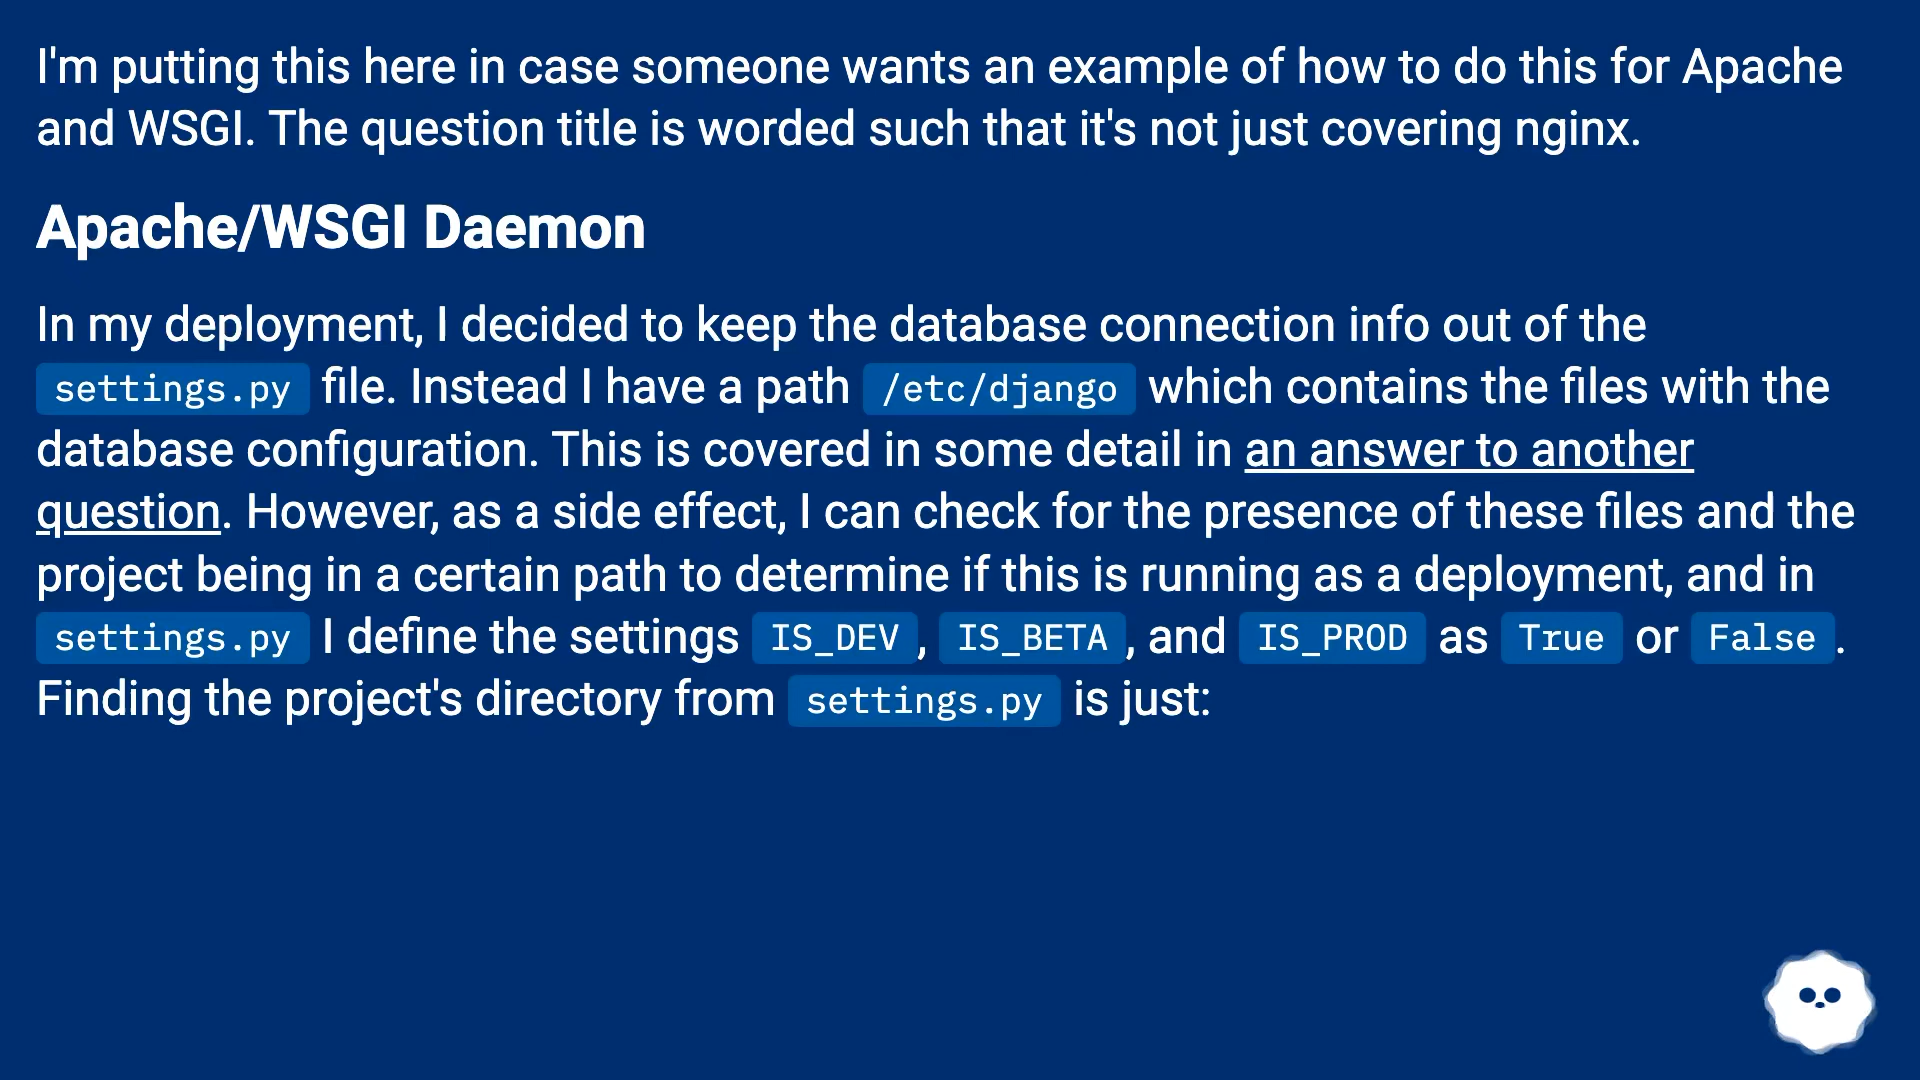 I'm putting this here in case someone wants an example of how to do this for Apache
and WSGI. The question title is worded such that it's not just covering nginx.
Apache/WSGI Daemon
In my deployment, I decided to keep the database connection info out of the
settings.py file. Instead I have a path /etc/django which contains the files with the
database configuration. This is covered in some detail in an answer to another
question. However, as a side effect, I can check for the presence of these files and the
project being in a certain path to determine if this is running as a deployment, and in
settings.py I define the settings IS_DEV, IS_BETA, and IS_PROD as True or False.
Finding the project's directory from settings.py is just: